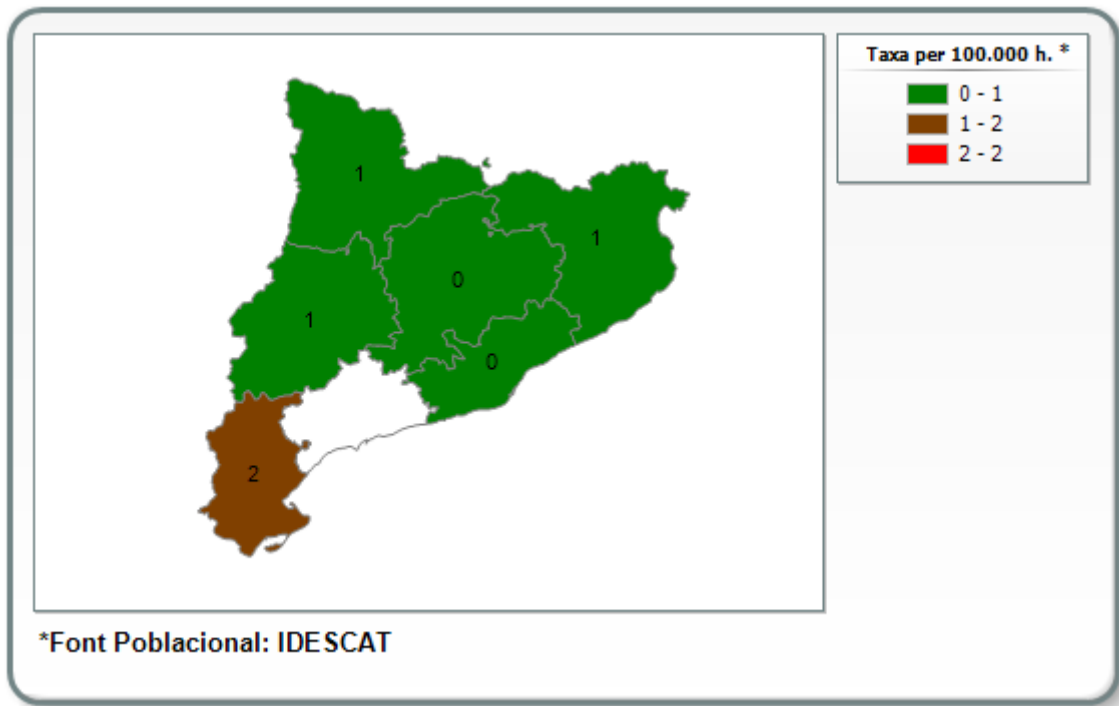 Taxa per 100.000 h. *
0 - 1
1 - 2
2 - 2
1
1
0
1
0
2
*Font Poblacional: IDESCAT